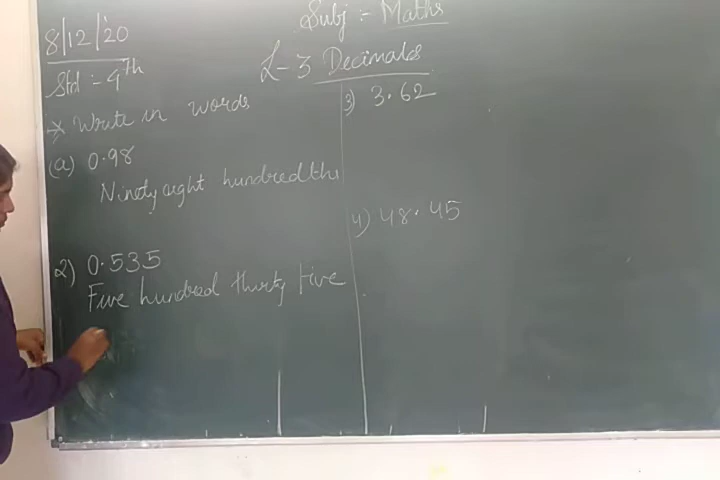 Subj :- Maths
8/12/'20
L-3 Decimals
Std :- 9th
* Write in words
(a) 0.98
Ninety eight hundredths
2) 0.535
Five hundred thirty five
3) 3.62
4) 48.45